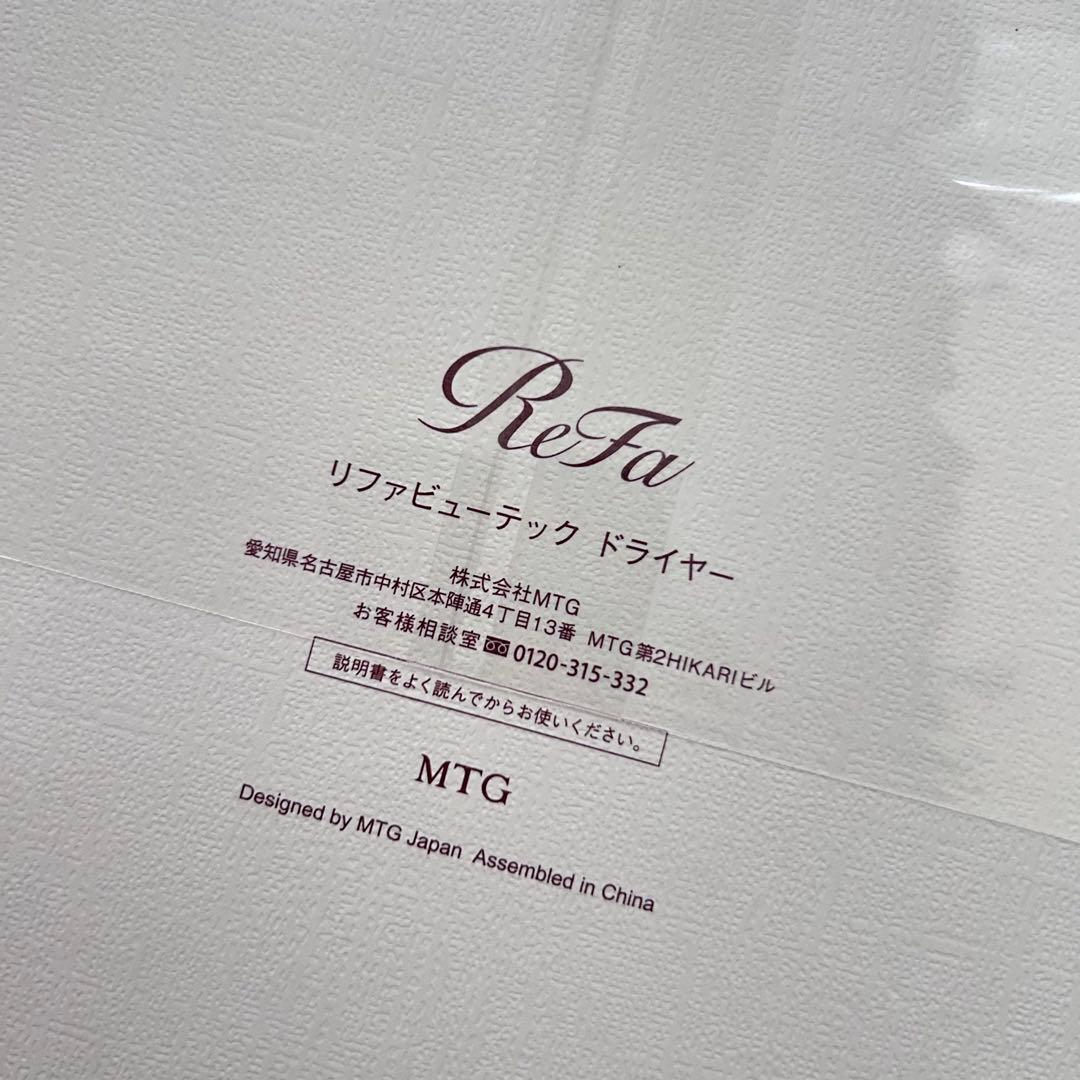 ReFa
リファビューテック ドライヤー
株式会社MTG
愛知県名古屋市中村区本陣通4丁目13番 MTG第2HIKARIビル
お客様相談室 0120-315-332
説明書をよく読んでからお使いください。
MTG
Designed by MTG Japan Assembled in China